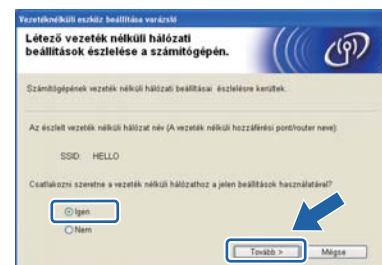 Vezetéknélküli eszköz beállítása varázsló
Létező vezeték nélküli hálózati
beállítások észlelése a számítógépén.
Számítógépének vezeték nélküli hálózatai beállításai észlelésre kerültek.
Az észlelt vezeték nélküli hálózat név (A vezeték nélküli hozzáférési pont/router neve):
SSID: HELLO
Csatlakozni szeretne a vezeték nélküli hálózathoz a jelen beállítások használatával?
Igen
Nem
Tovább >
Mégse